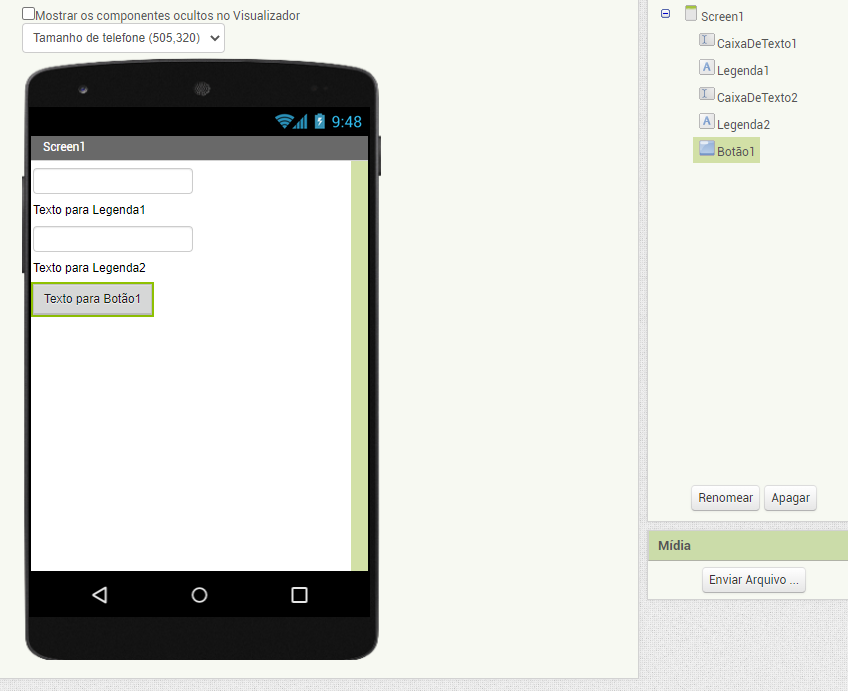 Mostrar os componentes ocultos no Visualizador
Tamanho de telefone (505,320)
9:48
Screen1
Texto para Legenda1
Texto para Legenda2
Texto para Botão1
Screen1
CaixaDeTexto1
A Legenda1
CaixaDeTexto2
A Legenda2
Botão1
Renomear Apagar
Mídia
Enviar Arquivo ...